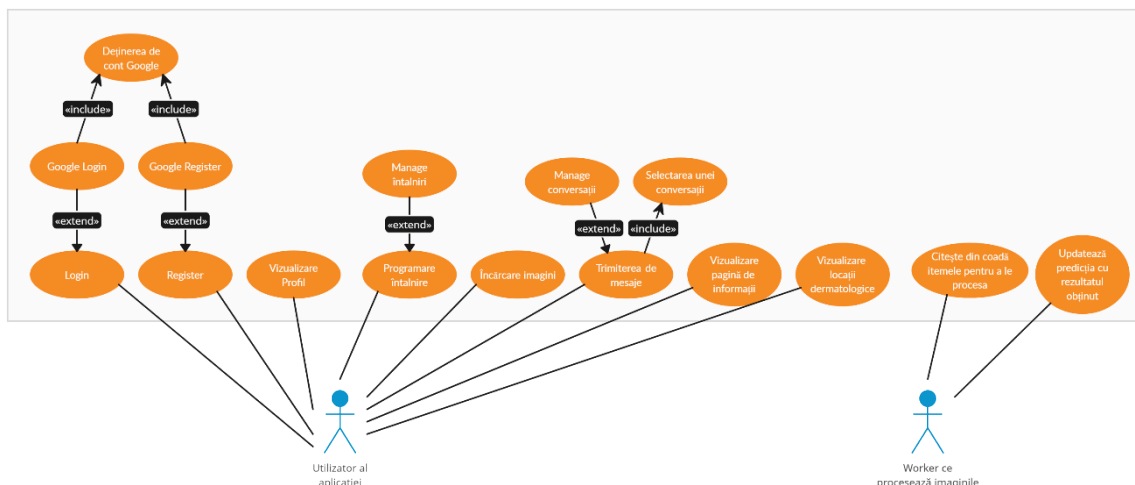 Deținerea de
cont Google
«include»
«include»
Google Login
Google Register
Manage
întalniri
Manage
conversații
Selectarea unei
conversații
«extend»
«extend»
«extend»
«extend»
«include»
Login
Register
Vizualizare
Profil
Programare
întalnire
Încărcare imagini
Trimiterea de
mesaje
Vizualizare
pagină de
informații
Vizualizare
locații
dermatologice
Citește din coadă
itemele pentru a le
procesa
Updatează
predicția cu
rezultatul
obținut
Utilizator al
aplicației
Worker ce
procesează imaginile